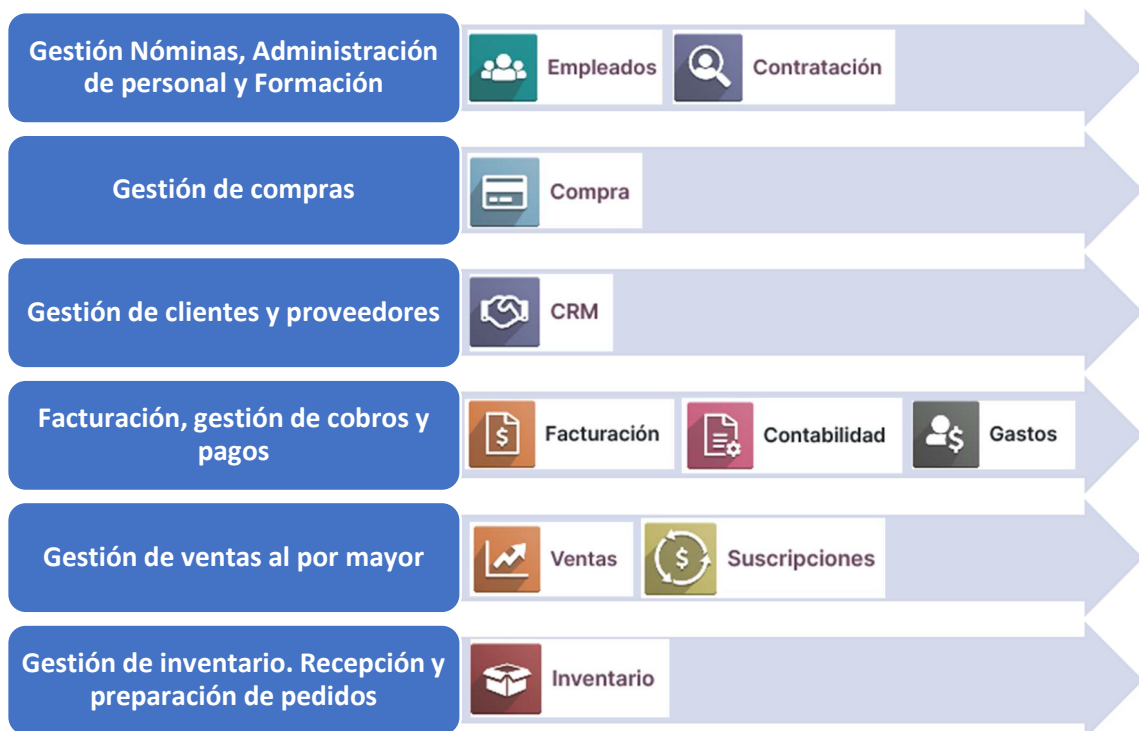 Gestión Nóminas, Administración
de personal y Formación
Empleados
Contratación
Gestión de compras
Compra
Gestión de clientes y proveedores
CRM
Facturación, gestión de cobros y
pagos
Facturación
Contabilidad
Gastos
Gestión de ventas al por mayor
Ventas
Suscripciones
Gestión de inventario. Recepción y
preparación de pedidos
Inventario